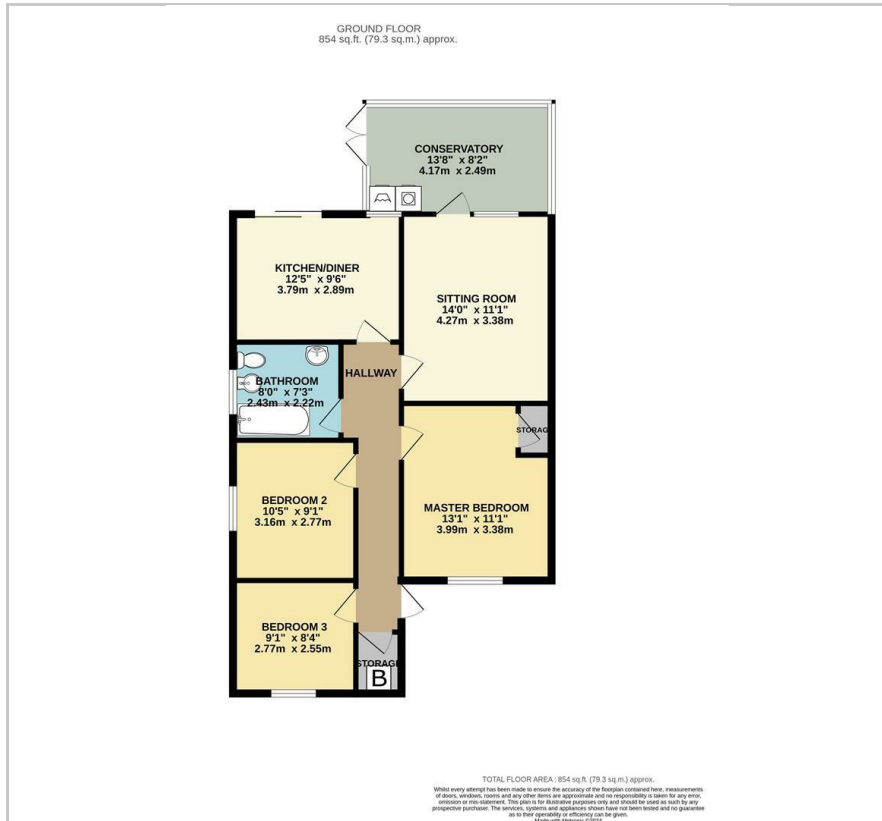 GROUND FLOOR
854 sq.ft. (79.3 sq.m.) approx.
CONSERVATORY
13'8" x 8'2"
4.17m x 2.49m
KITCHEN/DINER
12'5" x 9'6"
3.79m x 2.89m
SITTING ROOM
14'0" x 11'1"
4.27m x 3.38m
HALLWAY
BATHROOM
8'0" x 7'3"
2.43m x 2.22m
STORAGE
MASTER BEDROOM
13'1" x 11'1"
3.99m x 3.38m
BEDROOM 2
10'5" x 9'1"
3.16m x 2.77m
BEDROOM 3
9'1" x 8'4"
2.77m x 2.55m
STORAGE
B
TOTAL FLOOR AREA : 854 sq.ft. (79.3 sq.m.) approx.
Whilst every attempt has been made to ensure the accuracy of the floorplan contained here, measurements
of doors, windows, rooms and any other items are approximate and no responsibility is taken for any error,
omission or mis-statement. This plan is for illustrative purposes only and should be used as such by any
prospective purchaser. The services, systems and appliances shown have not been tested and no guarantee
as to their operability or efficiency can be given.
Made with Metropix ©2024